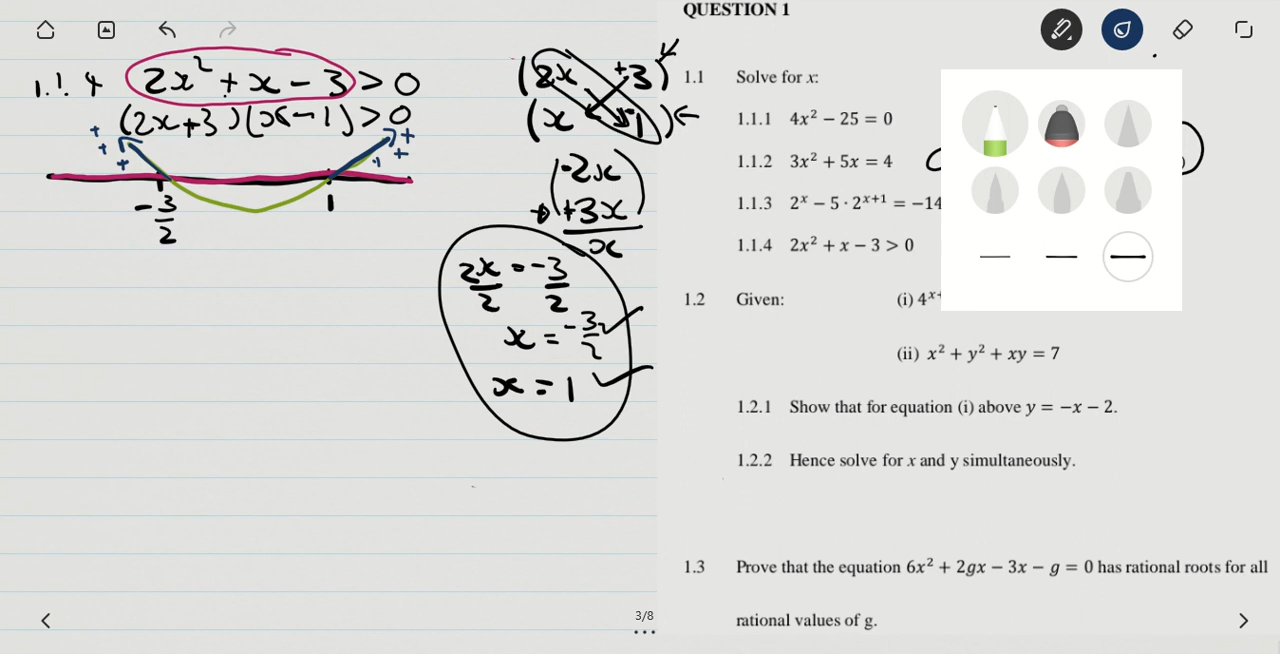 1.1.4 2x² + x - 3 > 0
(2x+3)(x-1) > 0
+ + + + + +
-3/2 1
(2x +3)
(x -1)
-2x
+ +3x
x
2x/2 = -3/2
x = -3/2
x = 1
3/8
QUESTION 1
1.1 Solve for x:
1.1.1 4x² − 25 = 0
1.1.2 3x² + 5x = 4
1.1.3 2ˣ − 5 · 2ˣ⁺¹ = −14
1.1.4 2x² + x − 3 > 0
1.2 Given: (i) 4ˣ⁺
(ii) x² + y² + xy = 7
1.2.1 Show that for equation (i) above y = −x − 2.
1.2.2 Hence solve for x and y simultaneously.
1.3 Prove that the equation 6x² + 2gx − 3x − g = 0 has rational roots for all
rational values of g.